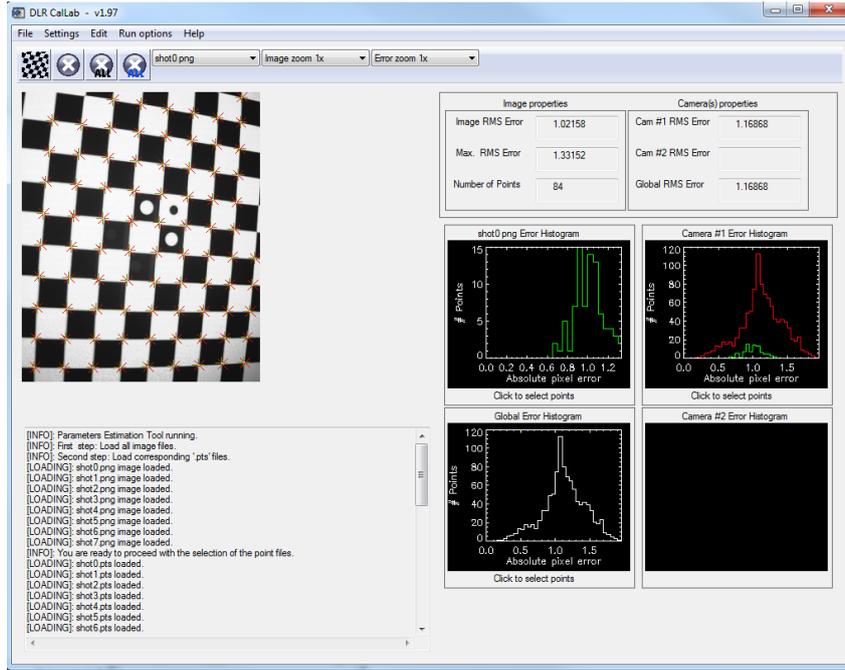 DLR CalLab - v1.97
File Settings Edit Run options Help
ALL ALL shot0.png Image zoom 1x Error zoom 1x
Image properties
Image RMS Error 1.02158
Max. RMS Error 1.33152
Number of Points 84
Camera(s) properties
Cam #1 RMS Error 1.16868
Cam #2 RMS Error
Global RMS Error 1.16868
shot0.png Error Histogram
15
10
5
0
# Points
0.0 0.2 0.4 0.6 0.8 1.0 1.2
Absolute pixel error
Click to select points
Camera #1 Error Histogram
120
100
80
60
40
20
0
# Points
0.0 0.5 1.0 1.5
Absolute pixel error
Click to select points
Global Error Histogram
120
100
80
60
40
20
0
# Points
0.0 0.5 1.0 1.5
Absolute pixel error
Click to select points
Camera #2 Error Histogram
[INFO]: Parameters Estimation Tool running.
[INFO]: First step: Load all image files.
[INFO]: Second step: Load corresponding '.pts' files.
[LOADING]: shot0.png image loaded.
[LOADING]: shot1.png image loaded.
[LOADING]: shot2.png image loaded.
[LOADING]: shot3.png image loaded.
[LOADING]: shot4.png image loaded.
[LOADING]: shot5.png image loaded.
[LOADING]: shot6.png image loaded.
[LOADING]: shot7.png image loaded.
[INFO]: You are ready to proceed with the selection of the point files.
[LOADING]: shot0.pts loaded.
[LOADING]: shot1.pts loaded.
[LOADING]: shot2.pts loaded.
[LOADING]: shot3.pts loaded.
[LOADING]: shot4.pts loaded.
[LOADING]: shot5.pts loaded.
[LOADING]: shot6.pts loaded.